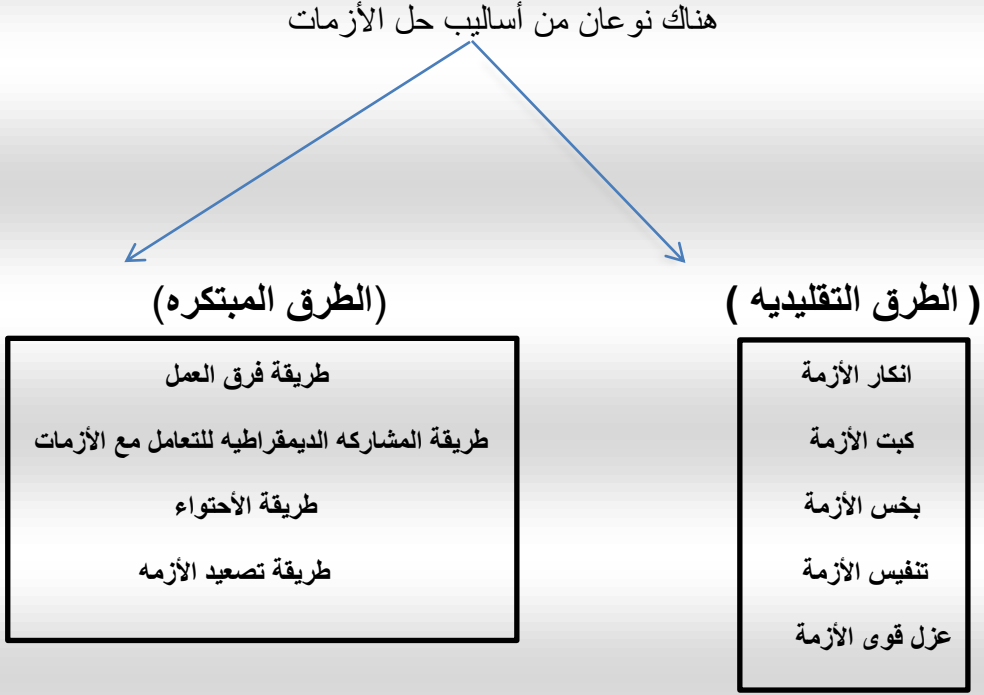 هناك نوعان من أساليب حل الأزمات
( الطرق التقليديه )
انكار الأزمة
كبت الأزمة
بخس الأزمة
تنفيس الأزمة
عزل قوى الأزمة
(الطرق المبتكره)
طريقة فرق العمل
طريقة المشاركه الديمقراطيه للتعامل مع الأزمات
طريقة الأحتواء
طريقة تصعيد الأزمه